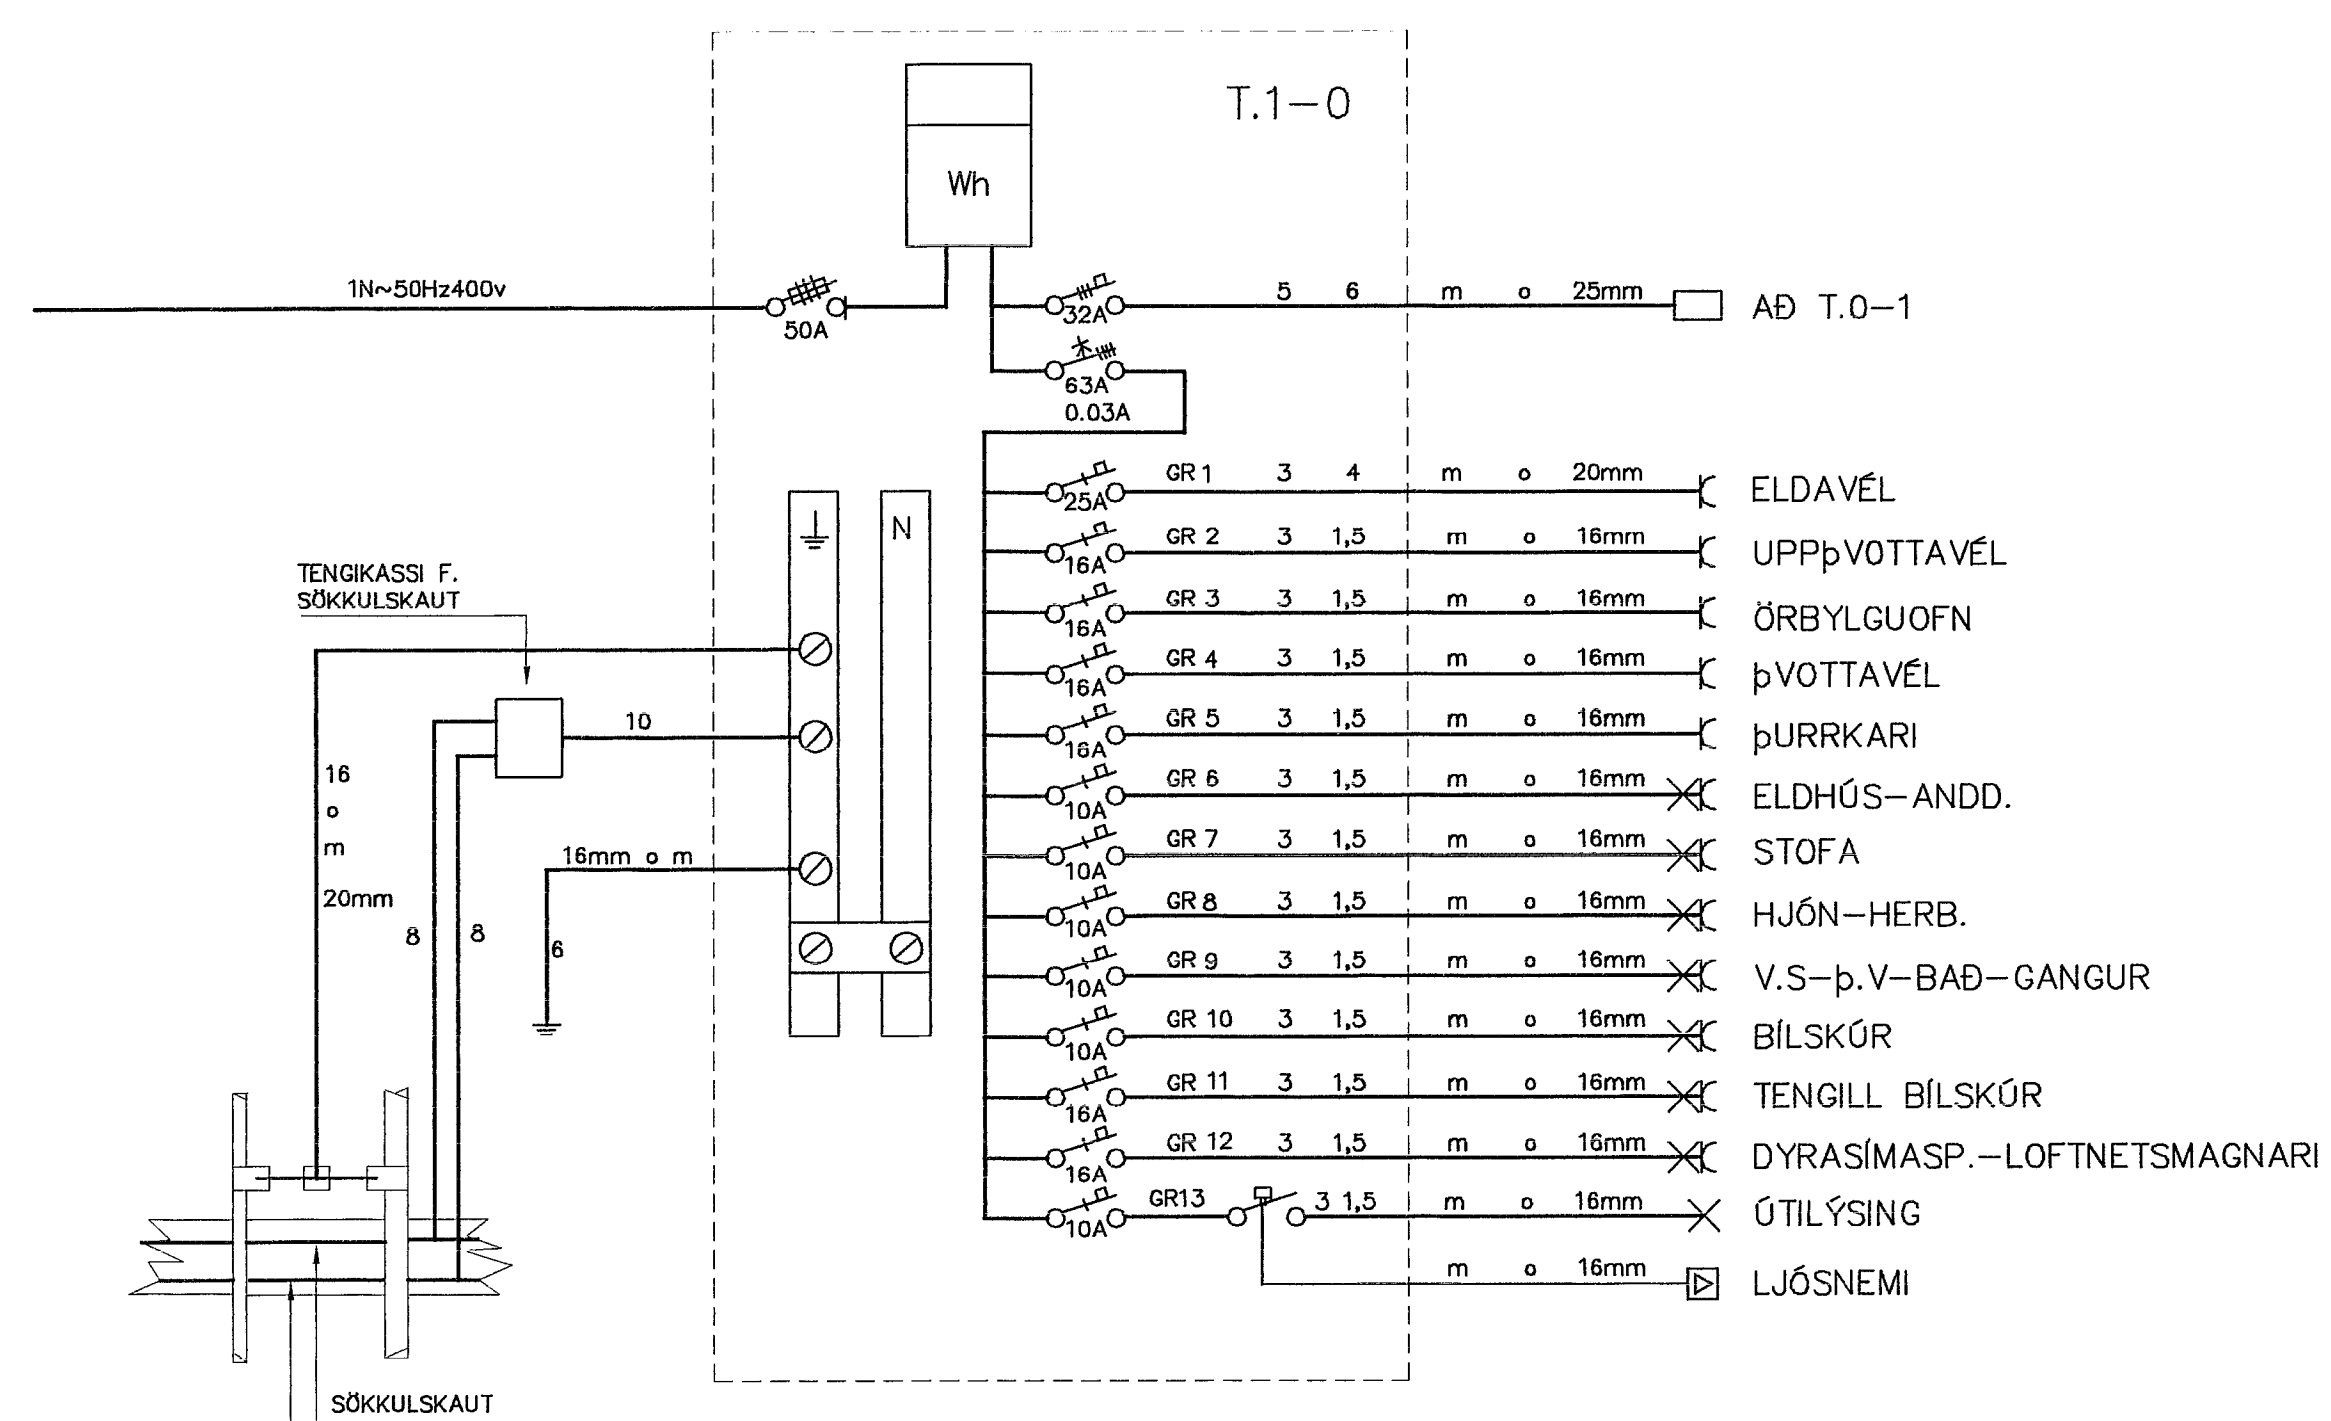 T.1-0
Wh
1N~50Hz400v
50A
32A
5 6 m o 25mm AÐ T.0-1
63A
0.03A
25A GR 1 3 4 m o 20mm ELDAVÉL
16A GR 2 3 1,5 m o 16mm UPPþVOTTAVÉL
16A GR 3 3 1,5 m o 16mm ÖRBYLGUOFN
16A GR 4 3 1,5 m o 16mm þVOTTAVÉL
16A GR 5 3 1,5 m o 16mm þURRKARI
10A GR 6 3 1,5 m o 16mm ELDHÚS-ANDD.
10A GR 7 3 1,5 m o 16mm STOFA
10A GR 8 3 1,5 m o 16mm HJÓN-HERB.
10A GR 9 3 1,5 m o 16mm V.S-þ.V-BAÐ-GANGUR
10A GR 10 3 1,5 m o 16mm BÍLSKÚR
16A GR 11 3 1,5 m o 16mm TENGILL BÍLSKÚR
16A GR 12 3 1,5 m o 16mm DYRASÍMASP.-LOFTNETSMAGNARI
10A GR13 3 1,5 m o 16mm ÚTILÝSING
m o 16mm LJÓSNEMI
N
TENGIKASSI F.
SÖKKULSKAUT
10
16
o
m
20mm
16mm o m
8
8
6
SÖKKULSKAUT